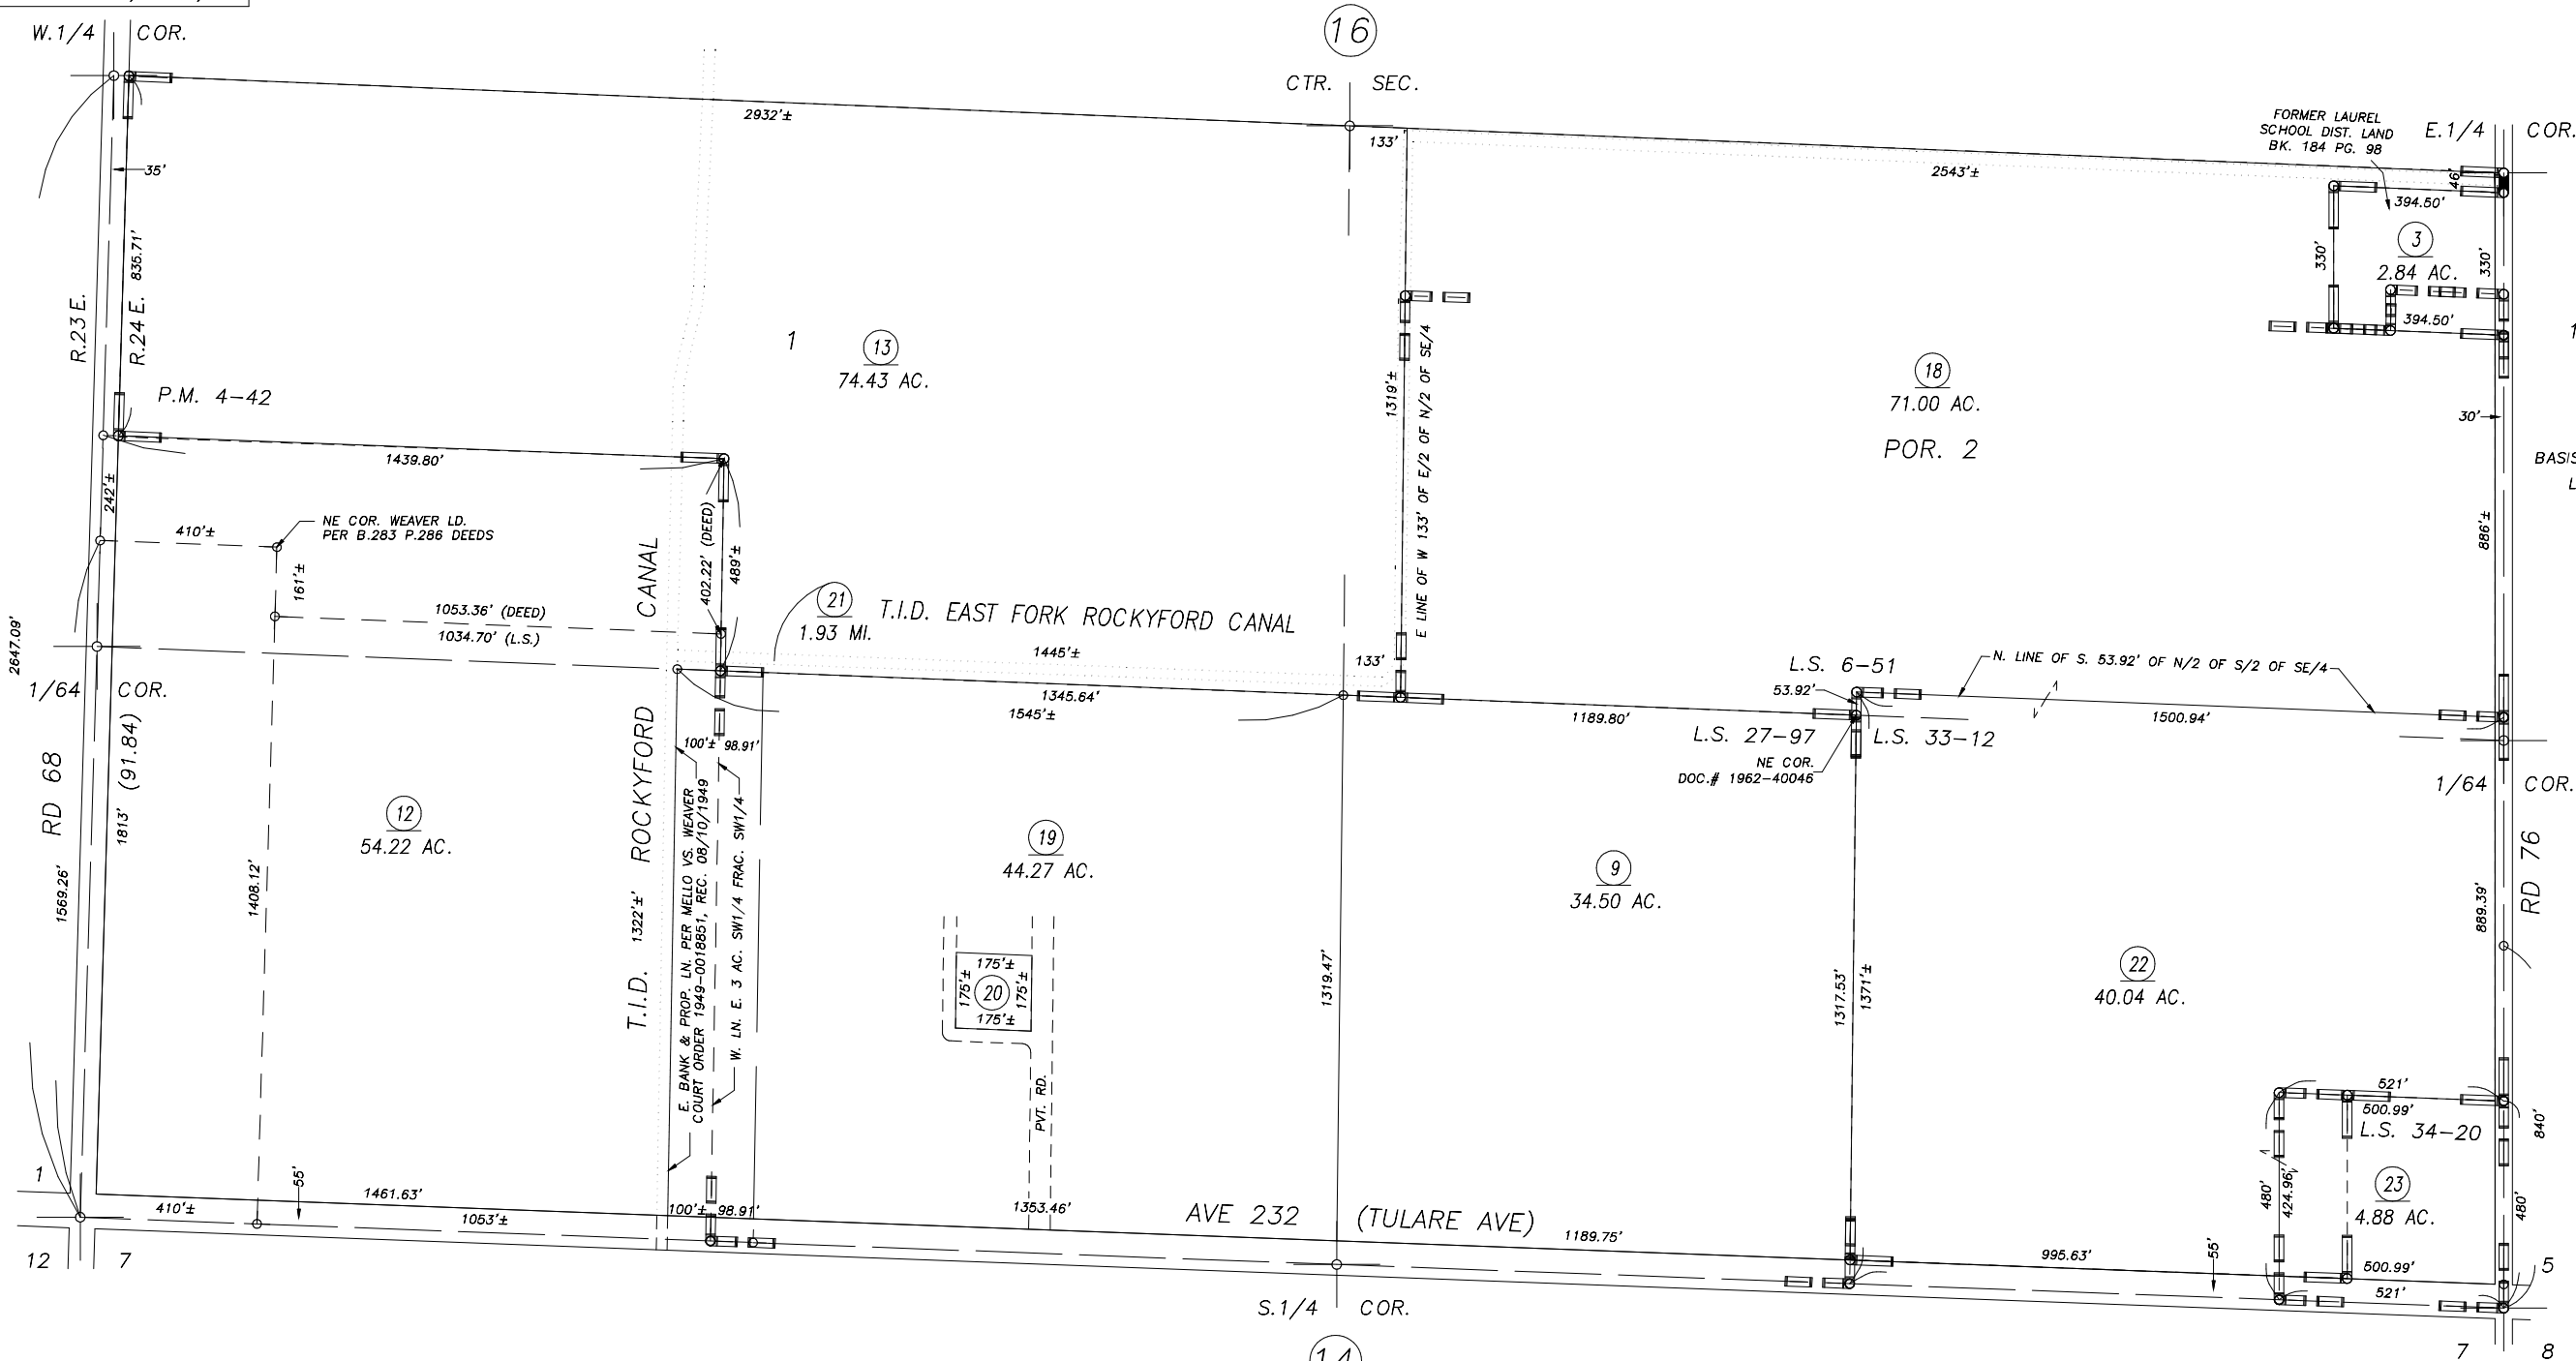 W.1/4 COR.
16
CTR. SEC.
2932'±
133'
FORMER LAUREL
SCHOOL DIST. LAND
BK. 184 PG. 98
E.1/4 COR.
2543'±
46'
35'
394.50'
3
2.84 AC.
330'
330'
394.50'
835.71'
R.23 E.
R.24 E.
P.M. 4-42
1
13
74.43 AC.
1319'±
E LINE OF W 133' OF E/2 OF N/2 OF SE/4
18
71.00 AC.
POR. 2
30'
BASIS
886'±
1439.80'
242'±
410'±
NE COR. WEAVER LD.
PER B.283 P.286 DEEDS
161'±
402.22' (DEED)
489'±
CANAL
1053.36' (DEED)
1034.70' (L.S.)
21
1.93 MI.
T.I.D. EAST FORK ROCKYFORD CANAL
1445'±
133'
2647.09'
1/64 COR.
1345.64'
1545'±
L.S. 6-51
53.92'
N. LINE OF S. 53.92' OF N/2 OF S/2 OF SE/4
1189.80'
1500.94'
L.S. 27-97
L.S. 33-12
NE COR.
DOC.# 1962-40046
1/64 COR.
RD 68
1813' (91.84)
100'± 98.91'
12
54.22 AC.
T.I.D. 1322'± ROCKYFORD
E. BANK & PROP. LN. PER MELLO VS. WEAVER
COURT ORDER 1949-0018851, REC. 08/10/1949
W. LN. E. 3 AC. SW1/4 FRAC. SW1/4
19
44.27 AC.
9
34.50 AC.
RD 76
889.39'
1569.26'
1408.12'
175'±
175'±
20
175'±
175'±
1319.47'
1317.53'
1371'±
22
40.04 AC.
PVT. RD.
521'
500.99'
L.S. 34-20
840'
1
55'
1461.63'
410'±
1053'±
100'± 98.91'
1353.46'
AVE 232 (TULARE AVE)
1189.75'
995.63'
55'
480'
424.96'
23
4.88 AC.
480'
500.99'
521'
5
12 7
S.1/4 COR.
14
7 8